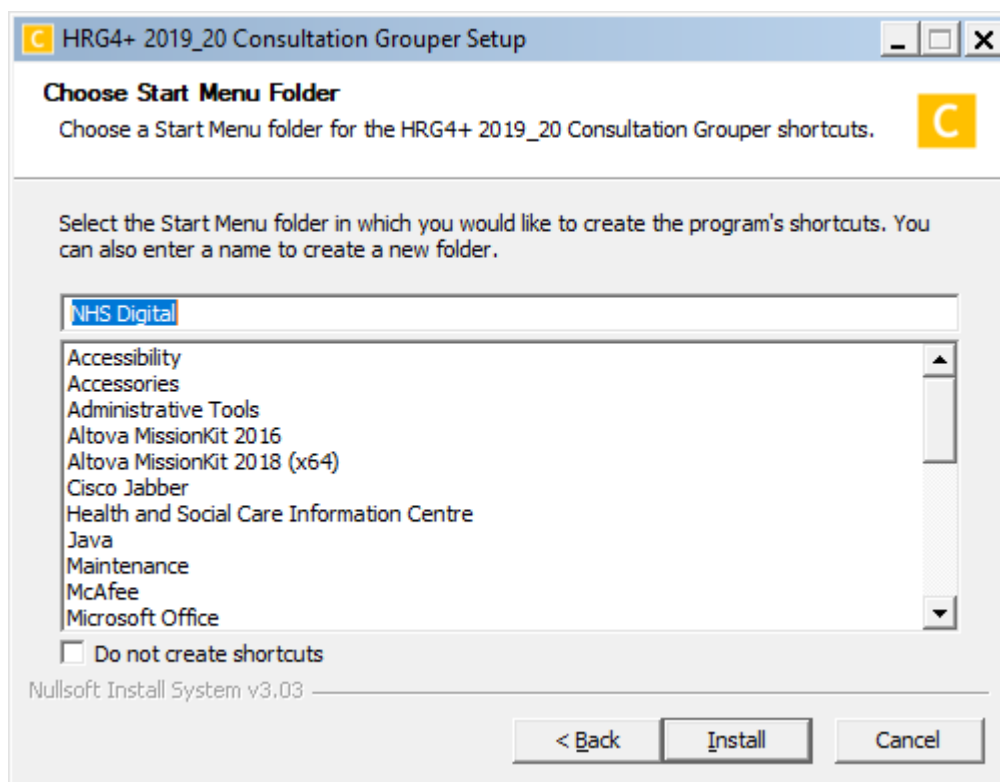 C HRG4+ 2019_20 Consultation Grouper Setup
Choose Start Menu Folder
Choose a Start Menu folder for the HRG4+ 2019_20 Consultation Grouper shortcuts.
C
Select the Start Menu folder in which you would like to create the program's shortcuts. You
can also enter a name to create a new folder.
NHS Digital
Accessibility
Accessories
Administrative Tools
Altova MissionKit 2016
Altova MissionKit 2018 (x64)
Cisco Jabber
Health and Social Care Information Centre
Java
Maintenance
McAfee
Microsoft Office
Do not create shortcuts
Nullsoft Install System v3.03
< Back Install Cancel